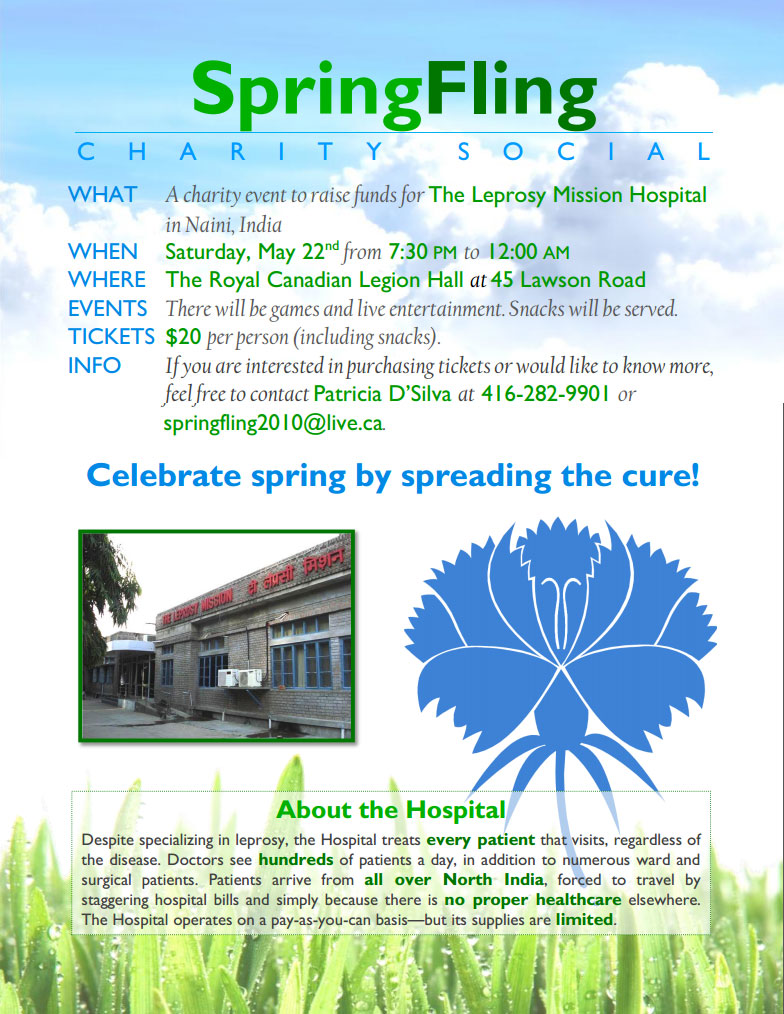 SpringFling
CHARITY SOCIAL
WHAT A charity event to raise funds for The Leprosy Mission Hospital
in Naini, India
WHEN Saturday, May 22nd from 7:30 PM to 12:00 AM
WHERE The Royal Canadian Legion Hall at 45 Lawson Road
EVENTS There will be games and live entertainment. Snacks will be served.
TICKETS $20 per person (including snacks).
INFO If you are interested in purchasing tickets or would like to know more,
feel free to contact Patricia D’Silva at 416-282-9901 or
springfling2010@live.ca.
Celebrate spring by spreading the cure!
THE LEPROSY MISSION दी लेप्रसी मिशन
About the Hospital
Despite specializing in leprosy, the Hospital treats every patient that visits, regardless of
the disease. Doctors see hundreds of patients a day, in addition to numerous ward and
surgical patients. Patients arrive from all over North India, forced to travel by
staggering hospital bills and simply because there is no proper healthcare elsewhere.
The Hospital operates on a pay-as-you-can basis—but its supplies are limited.